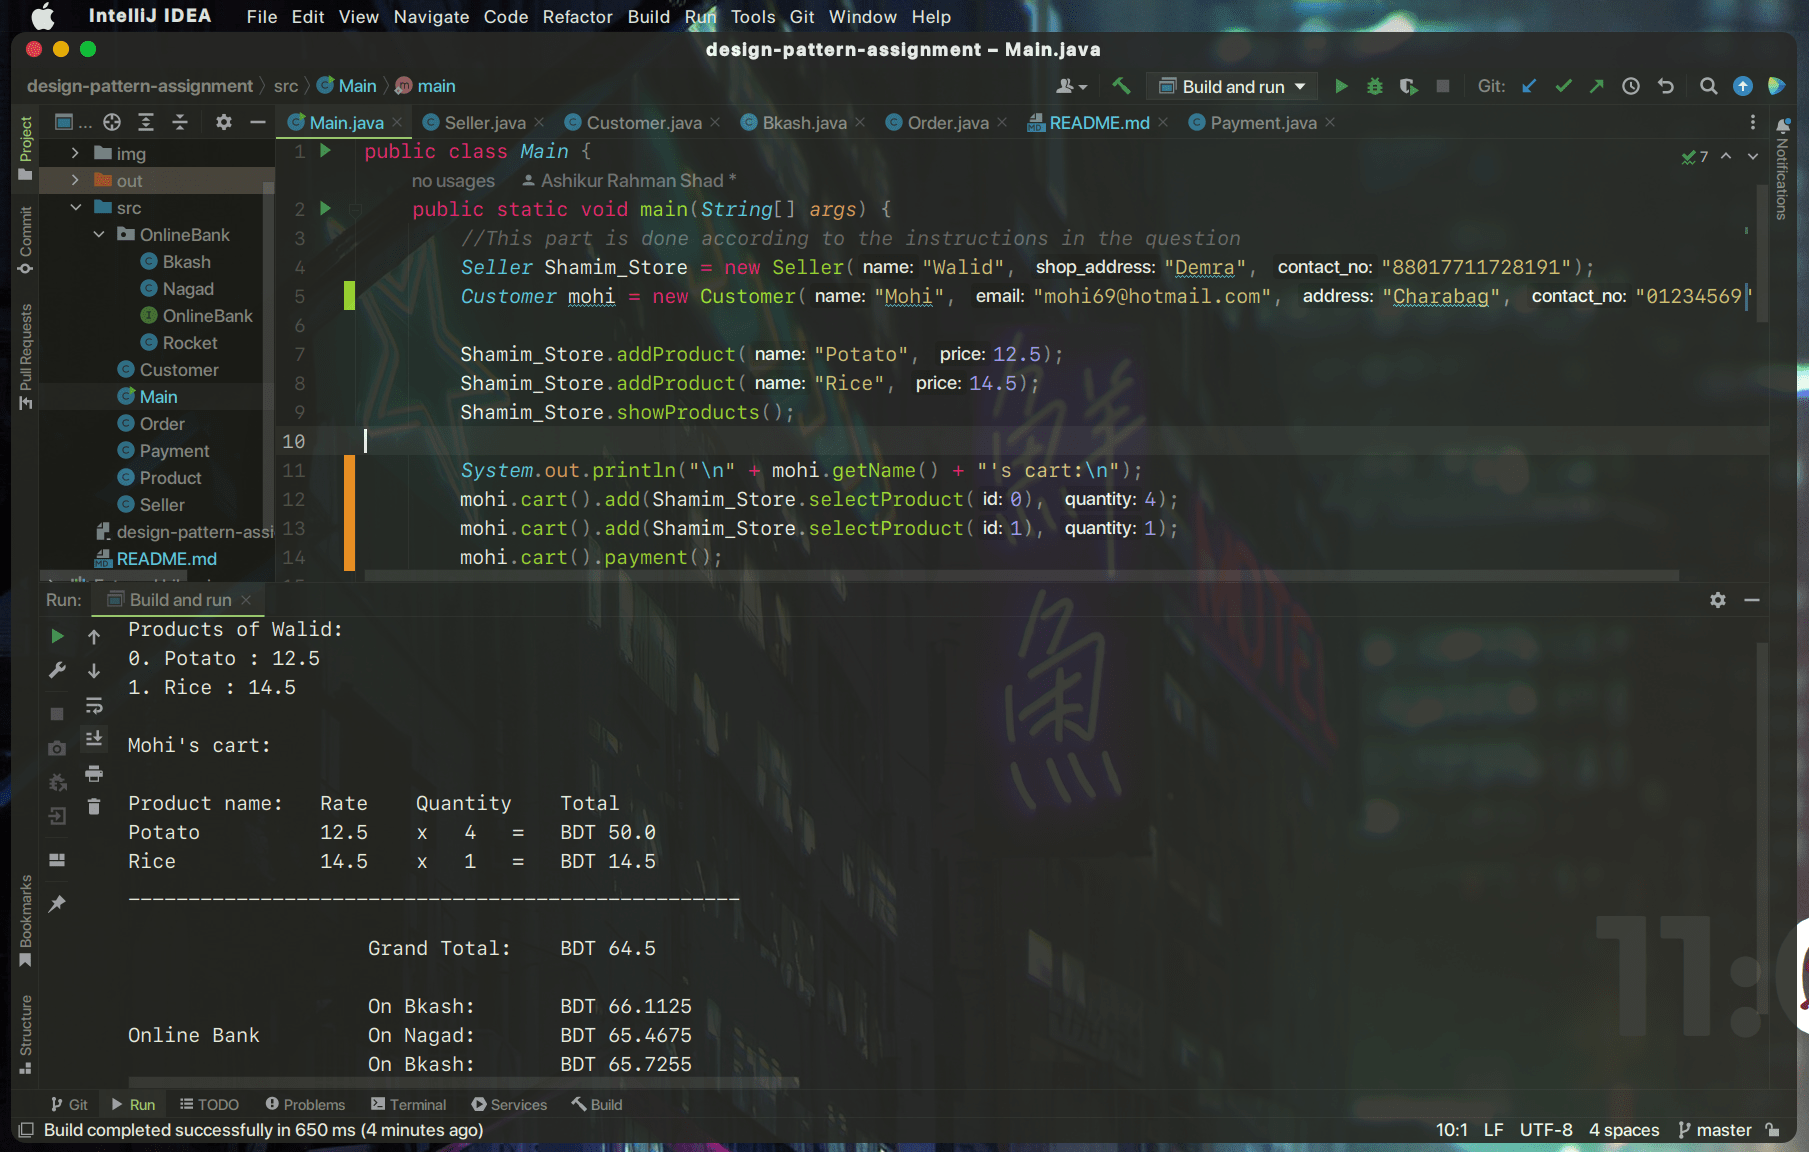 IntelliJ IDEA File Edit View Navigate Code Refactor Build Run Tools Git Window Help
design-pattern-assignment – Main.java
design-pattern-assignment src Main main
Build and run Git:
Project
... Main.java Seller.java Customer.java Bkash.java Order.java README.md Payment.java
Notifications
img
out
src
OnlineBank
Bkash
Nagad
OnlineBank
Rocket
Customer
Main
Order
Payment
Product
Seller
design-pattern-assi
README.md
Commit
Pull Requests
7
1 public class Main {
no usages Ashikur Rahman Shad *
2 public static void main(String[] args) {
3 //This part is done according to the instructions in the question
4 Seller Shamim_Store = new Seller( name: "Walid", shop_address: "Demra", contact_no: "88017711728191");
5 Customer mohi = new Customer( name: "Mohi", email: "mohi69@hotmail.com", address: "Charabag", contact_no: "01234569"
6
7 Shamim_Store.addProduct( name: "Potato", price: 12.5);
8 Shamim_Store.addProduct( name: "Rice", price: 14.5);
9 Shamim_Store.showProducts();
10
11 System.out.println("\n" + mohi.getName() + "'s cart:\n");
12 mohi.cart().add(Shamim_Store.selectProduct( id: 0), quantity: 4);
13 mohi.cart().add(Shamim_Store.selectProduct( id: 1), quantity: 1);
14 mohi.cart().payment();
鮮
魚
MOTEL
Run: Build and run
Products of Walid:
0. Potato : 12.5
1. Rice : 14.5
Mohi's cart:
Product name: Rate Quantity Total
Potato 12.5 x 4 = BDT 50.0
Rice 14.5 x 1 = BDT 14.5
---------------------------------------------------
Grand Total: BDT 64.5
On Bkash: BDT 66.1125
Online Bank On Nagad: BDT 65.4675
On Bkash: BDT 65.7255
Bookmarks
Structure
Git Run TODO Problems Terminal Services Build
Build completed successfully in 650 ms (4 minutes ago)
10:1 LF UTF-8 4 spaces master